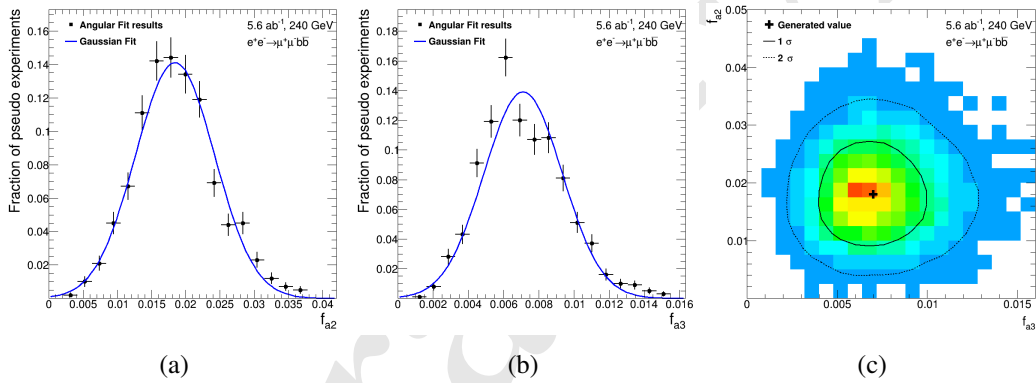 Fraction of pseudo experiments
Angular Fit results
Gaussian Fit
5.6 ab⁻¹, 240 GeV
e⁺e⁻→μ⁺μ⁻bb̄
0.16
0.14
0.12
0.1
0.08
0.06
0.04
0.02
0 0.005 0.01 0.015 0.02 0.025 0.03 0.035 0.04
f_a2
(a)
Fraction of pseudo experiments
Angular Fit results
Gaussian Fit
5.6 ab⁻¹, 240 GeV
e⁺e⁻→μ⁺μ⁻bb̄
0.18
0.16
0.14
0.12
0.1
0.08
0.06
0.04
0.02
0 0.002 0.004 0.006 0.008 0.01 0.012 0.014 0.016
f_a3
(b)
f_a2
Generated value
1 σ
2 σ
5.6 ab⁻¹, 240 GeV
e⁺e⁻→μ⁺μ⁻bb̄
0.05
0.04
0.03
0.02
0.01
0.000
0.005 0.010 0.015
f_a3
(c)